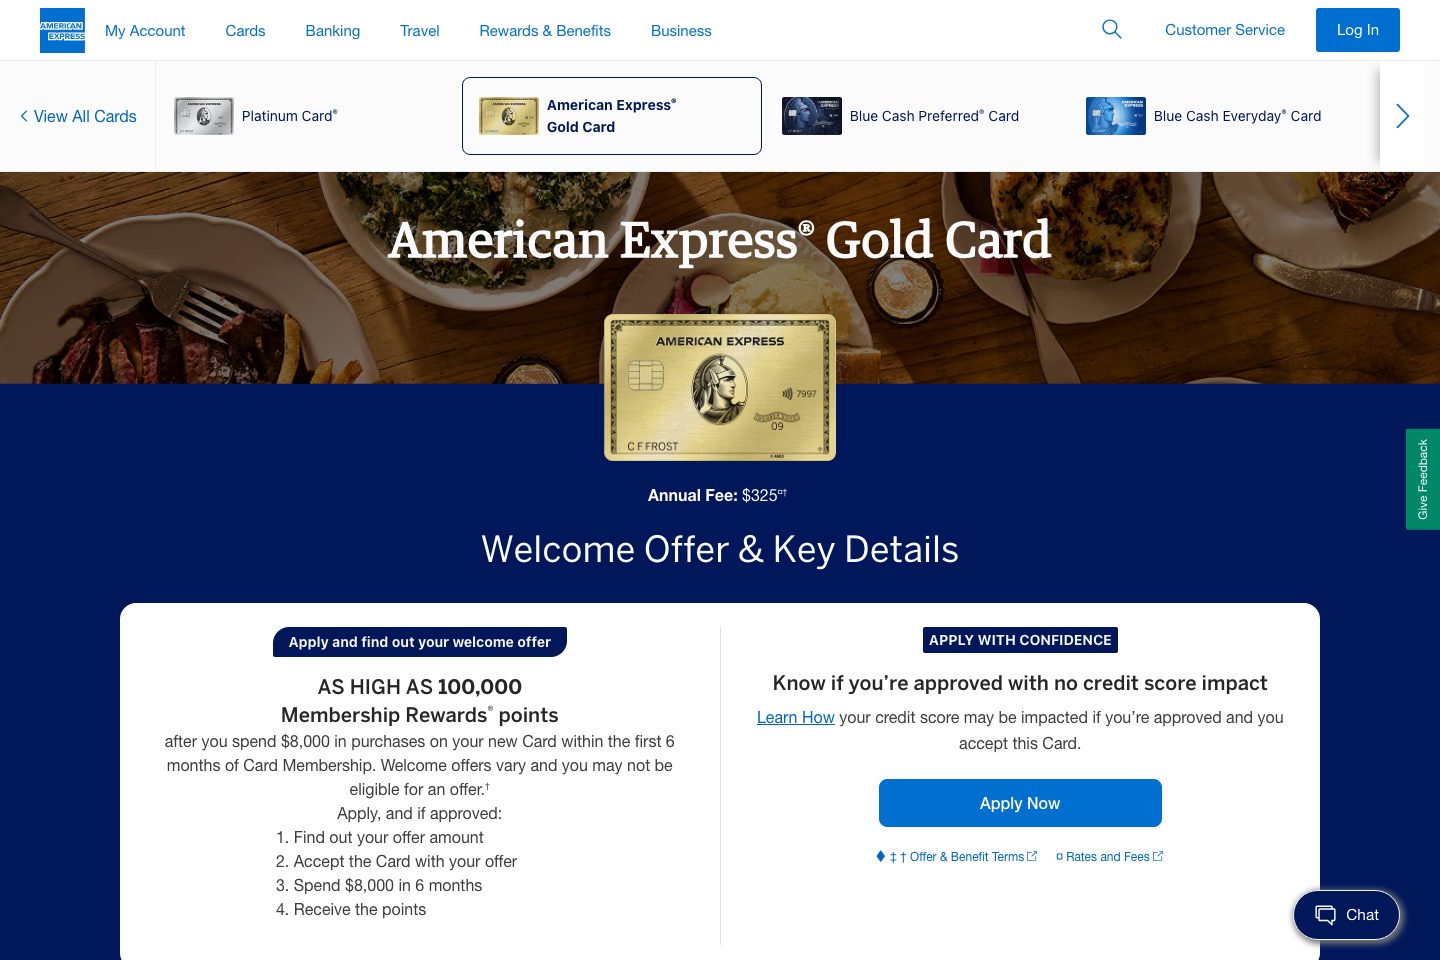 AMERICAN
EXPRESS
My Account
Cards
Banking
Travel
Rewards & Benefits
Business
Customer Service
Log In
View All Cards
Platinum Card®
American Express®
Gold Card
Blue Cash Preferred® Card
Blue Cash Everyday® Card
American Express® Gold Card
AMERICAN EXPRESS
7997
09
C F FROST
Annual Fee: $325¤†
Give Feedback
Welcome Offer & Key Details
Apply and find out your welcome offer
AS HIGH AS 100,000
Membership Rewards® points
after you spend $8,000 in purchases on your new Card within the first 6
months of Card Membership. Welcome offers vary and you may not be
eligible for an offer.†
Apply, and if approved:
1. Find out your offer amount
2. Accept the Card with your offer
3. Spend $8,000 in 6 months
4. Receive the points
APPLY WITH CONFIDENCE
Know if you’re approved with no credit score impact
Learn How your credit score may be impacted if you’re approved and you
accept this Card.
Apply Now
♦ ‡ † Offer & Benefit Terms
¤ Rates and Fees
Chat